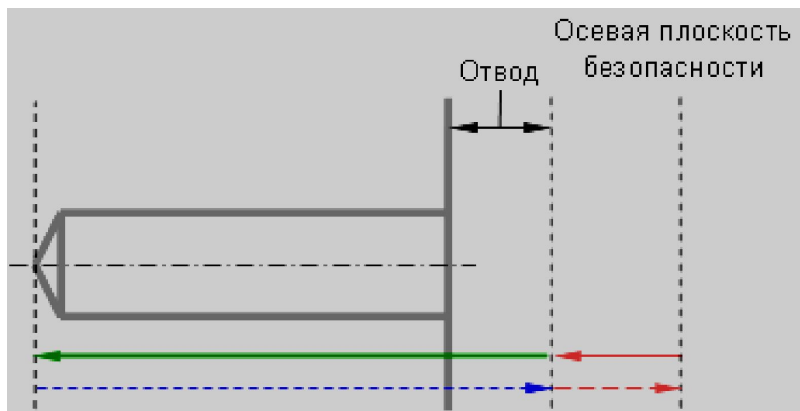 Осевая плоскость
безопасности
Отвод